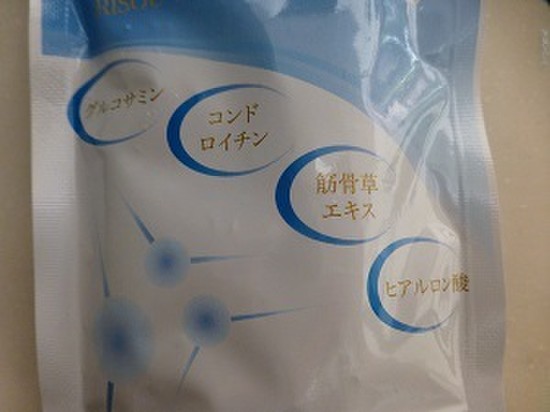 グルコサミン
コンド
ロイチン
筋骨草
エキス
ヒアルロン酸